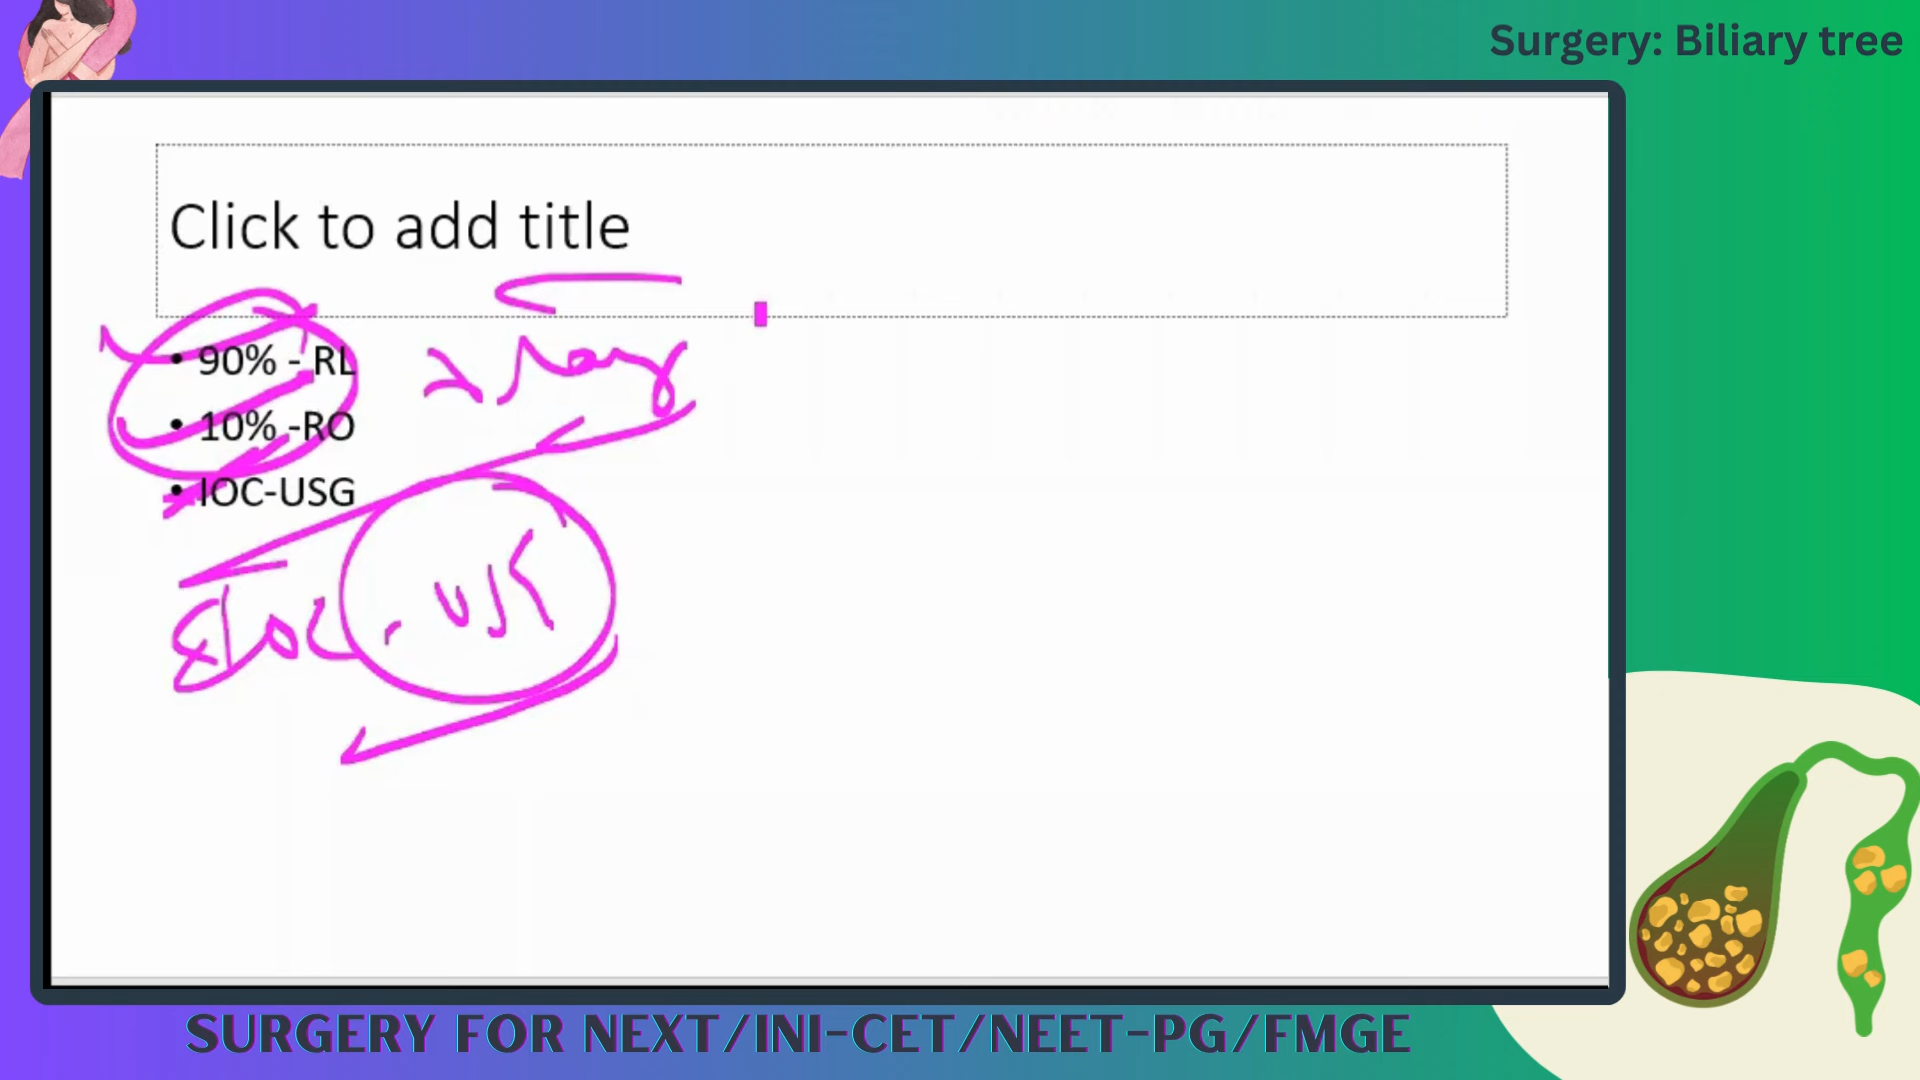 Surgery: Biliary tree
Click to add title
• 90% - RL
• 10% -RO
• IOC-USG
SURGERY FOR NEXT/INI-CET/NEET-PG/FMGE